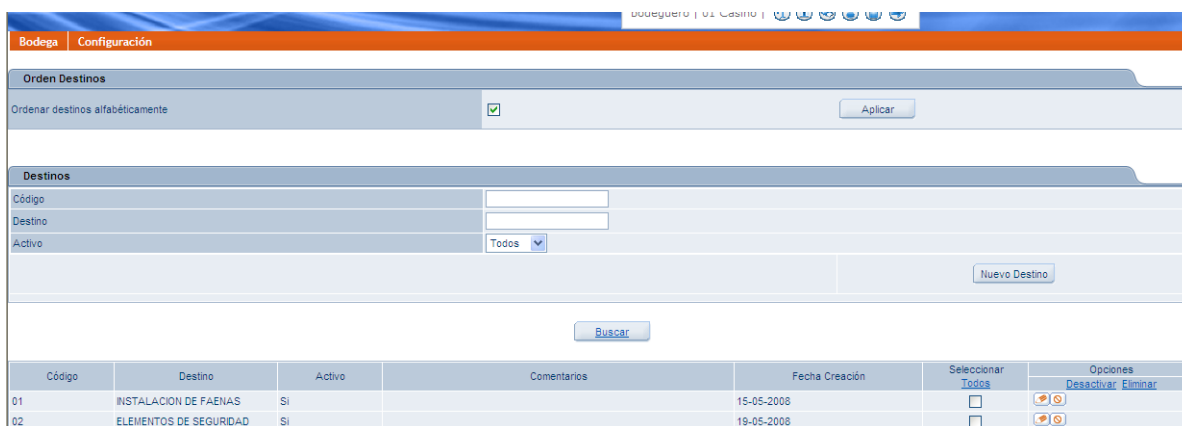 Bodeguero | 01 Casino |
Bodega Configuración
Orden Destinos
Ordenar destinos alfabéticamente Aplicar
Destinos
Código
Destino
Activo Todos
Nuevo Destino
Buscar
Código Destino Activo Comentarios Fecha Creación Seleccionar Todos Opciones Desactivar Eliminar
01 INSTALACION DE FAENAS Si 15-05-2008
02 ELEMENTOS DE SEGURIDAD Si 19-05-2008